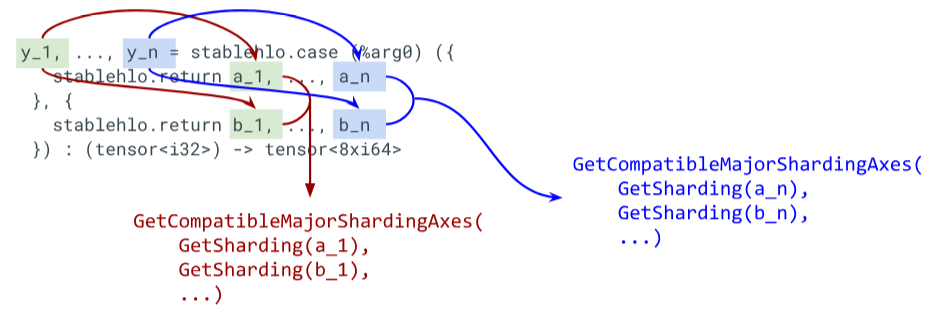 y_1, ..., y_n = stablehlo.case (%arg0) ({
stablehlo.return a_1, ..., a_n
}, {
stablehlo.return b_1, ..., b_n
}) : (tensor<i32>) -> tensor<8xi64>
GetCompatibleMajorShardingAxes(
GetSharding(a_n),
GetSharding(b_n),
...)
GetCompatibleMajorShardingAxes(
GetSharding(a_1),
GetSharding(b_1),
...)